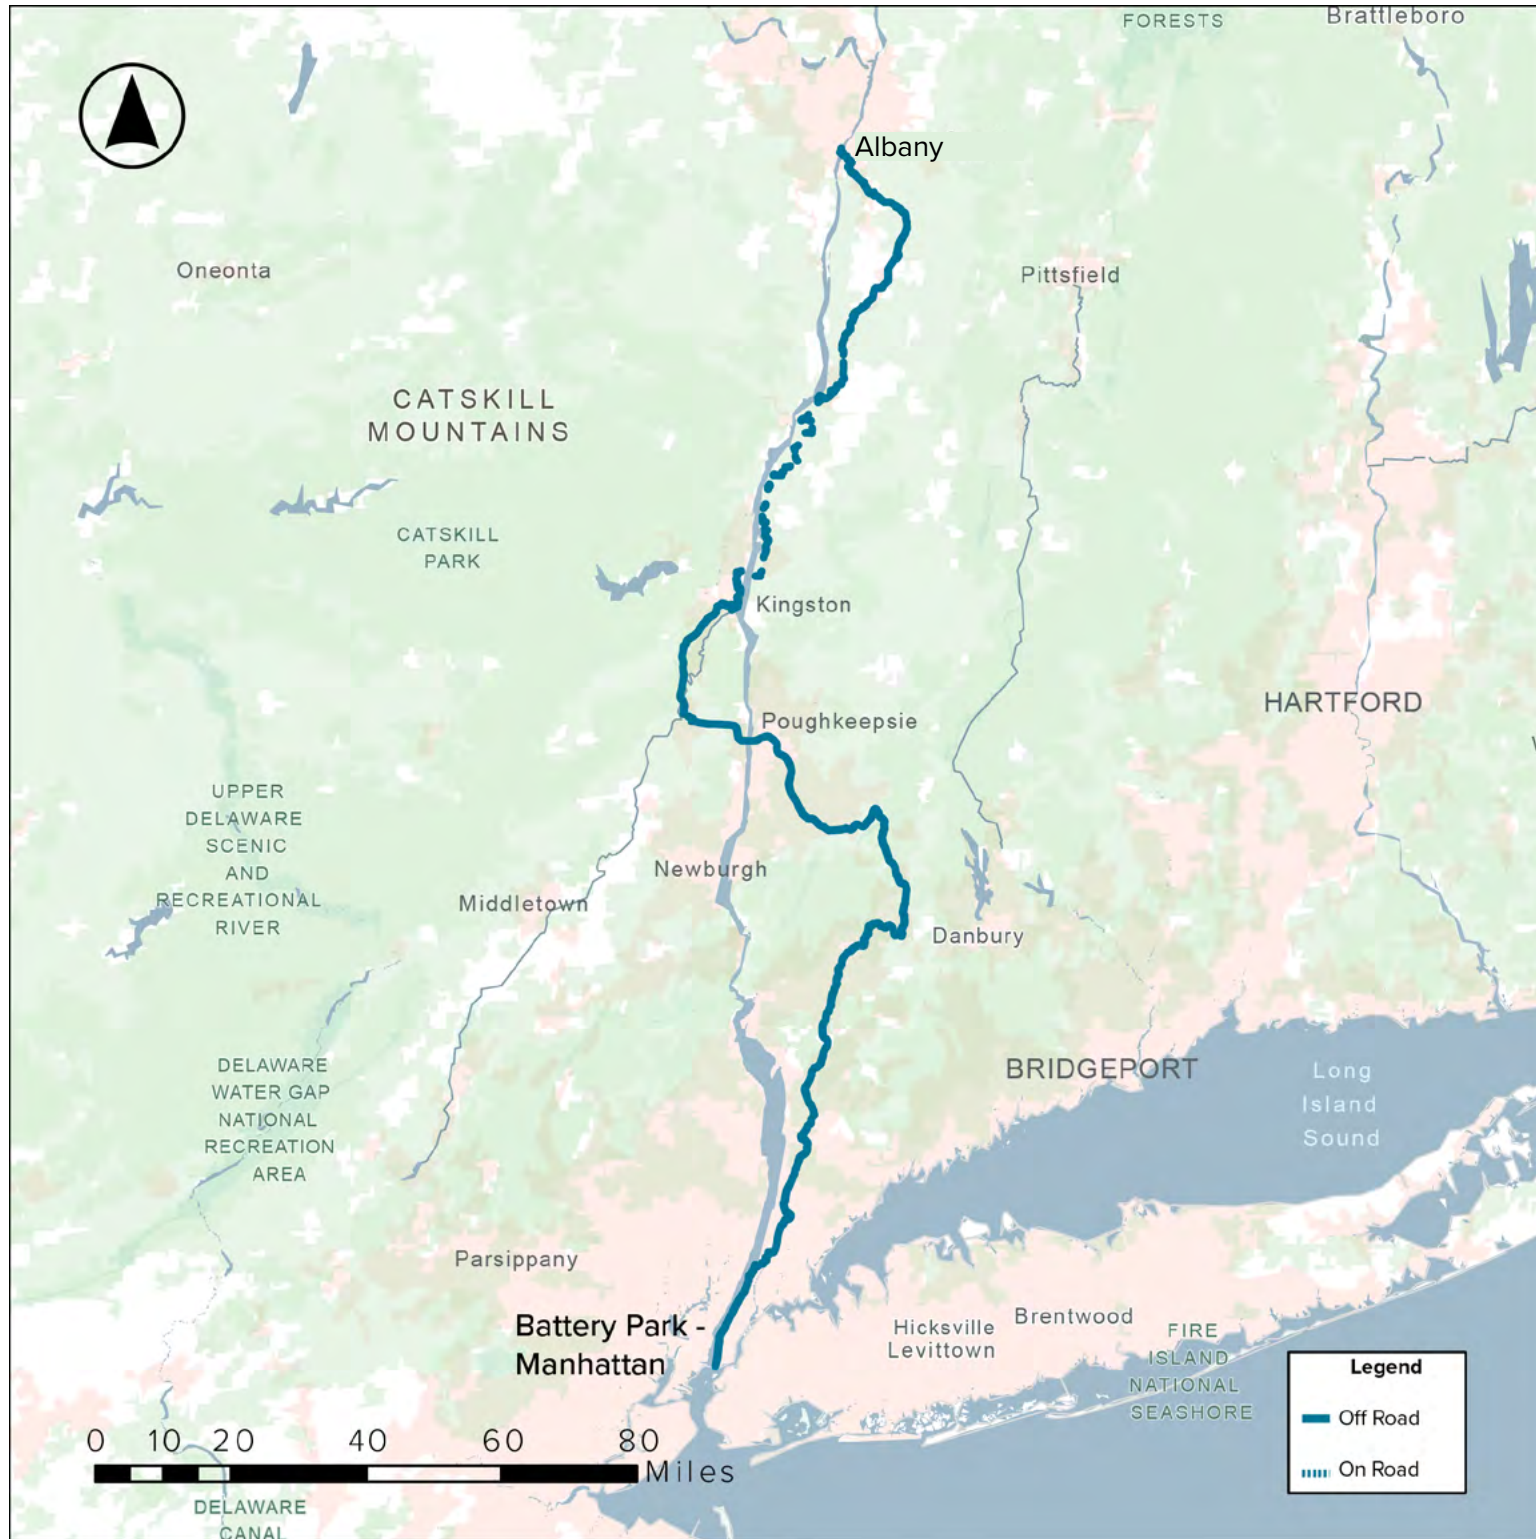 FORESTS
Brattleboro
Albany
Oneonta
Pittsfield
CATSKILL
MOUNTAINS
CATSKILL
PARK
Kingston
HARTFORD
Poughkeepsie
UPPER
DELAWARE
SCENIC
AND
RECREATIONAL
RIVER
Newburgh
Middletown
Danbury
DELAWARE
WATER GAP
NATIONAL
RECREATION
AREA
BRIDGEPORT
Long
Island
Sound
Parsippany
Battery Park -
Manhattan
Hicksville
Levittown
Brentwood
FIRE
ISLAND
NATIONAL
SEASHORE
Legend
Off Road
On Road
0 10 20 40 60 80
Miles
DELAWARE
CANAL